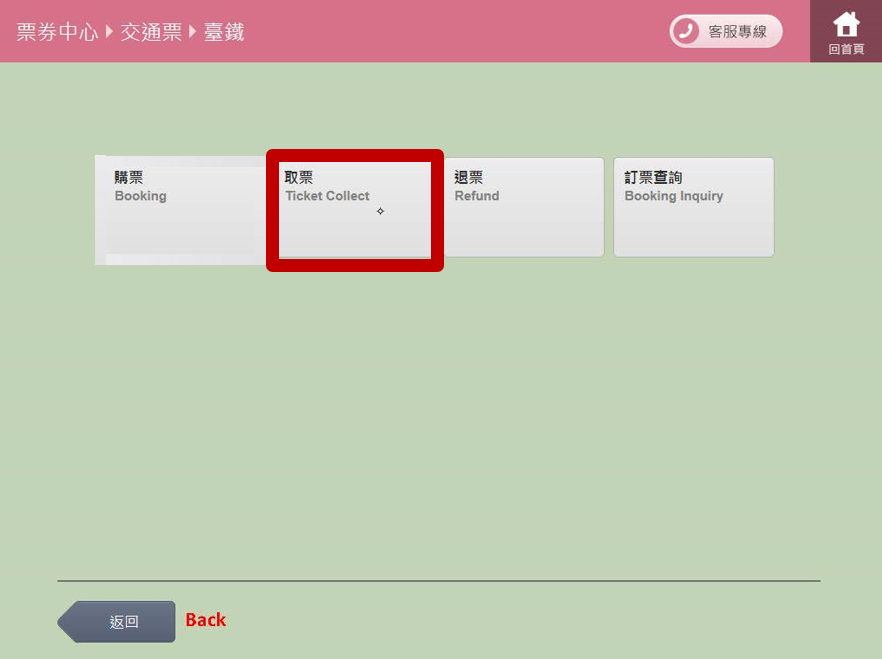 票券中心 交通票 臺鐵
客服專線
回首頁
購票
Booking
取票
Ticket Collect
退票
Refund
訂票查詢
Booking Inquiry
返回
Back